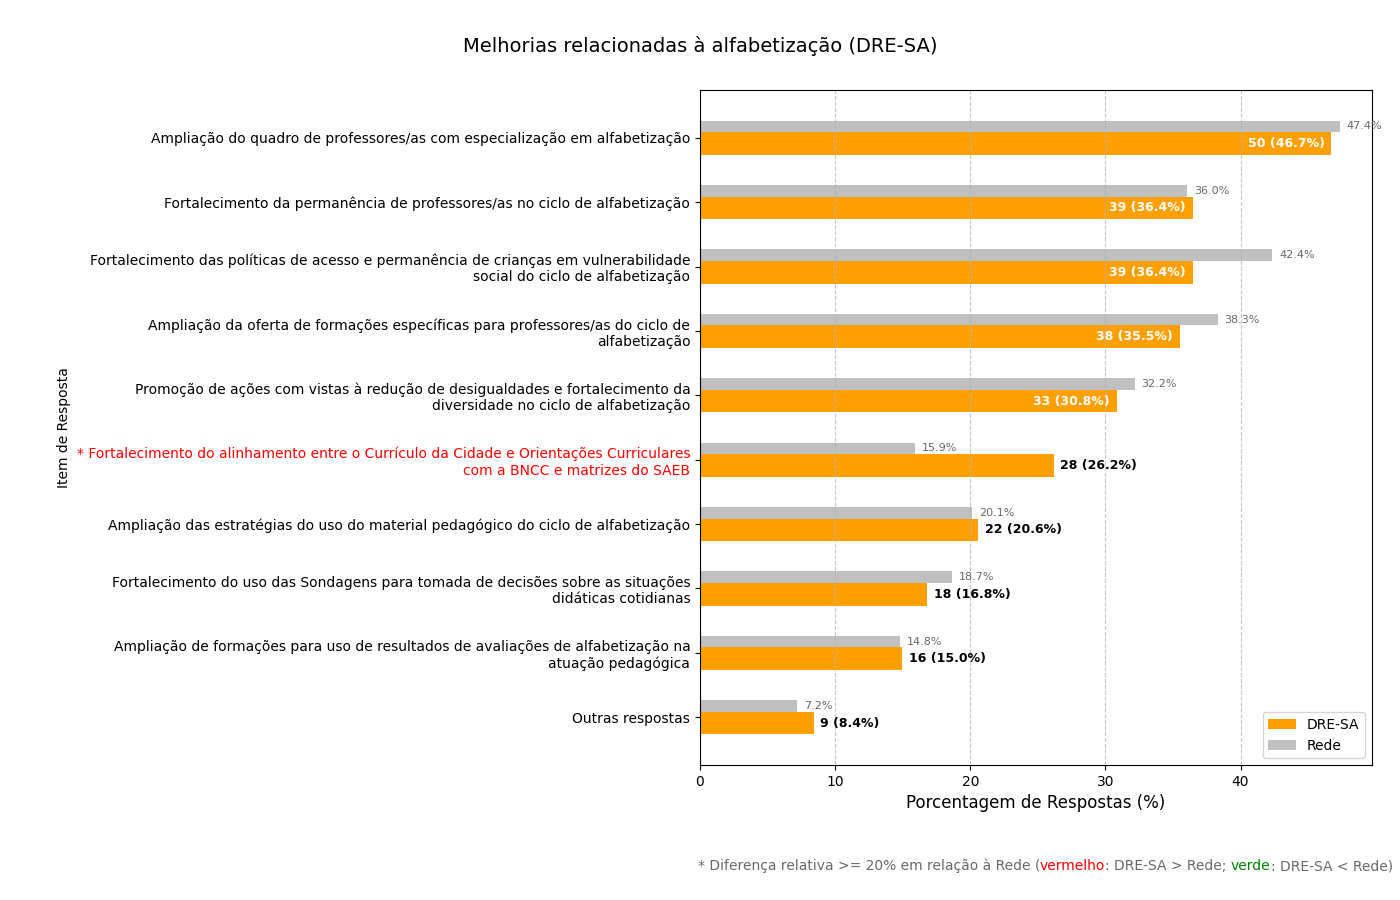 Melhorias relacionadas à alfabetização (DRE-SA)
Item de Resposta
Ampliação do quadro de professores/as com especialização em alfabetização
47.4%
50 (46.7%)
Fortalecimento da permanência de professores/as no ciclo de alfabetização
36.0%
39 (36.4%)
Fortalecimento das políticas de acesso e permanência de crianças em vulnerabilidade
social do ciclo de alfabetização
42.4%
39 (36.4%)
Ampliação da oferta de formações específicas para professores/as do ciclo de
alfabetização
38.3%
38 (35.5%)
Promoção de ações com vistas à redução de desigualdades e fortalecimento da
diversidade no ciclo de alfabetização
32.2%
33 (30.8%)
* Fortalecimento do alinhamento entre o Currículo da Cidade e Orientações Curriculares
com a BNCC e matrizes do SAEB
15.9%
28 (26.2%)
Ampliação das estratégias do uso do material pedagógico do ciclo de alfabetização
20.1%
22 (20.6%)
Fortalecimento do uso das Sondagens para tomada de decisões sobre as situações
didáticas cotidianas
18.7%
18 (16.8%)
Ampliação de formações para uso de resultados de avaliações de alfabetização na
atuação pedagógica
14.8%
16 (15.0%)
Outras respostas
7.2%
9 (8.4%)
DRE-SA
Rede
0 10 20 30 40
Porcentagem de Respostas (%)
* Diferença relativa >= 20% em relação à Rede (vermelho: DRE-SA > Rede; verde: DRE-SA < Rede)